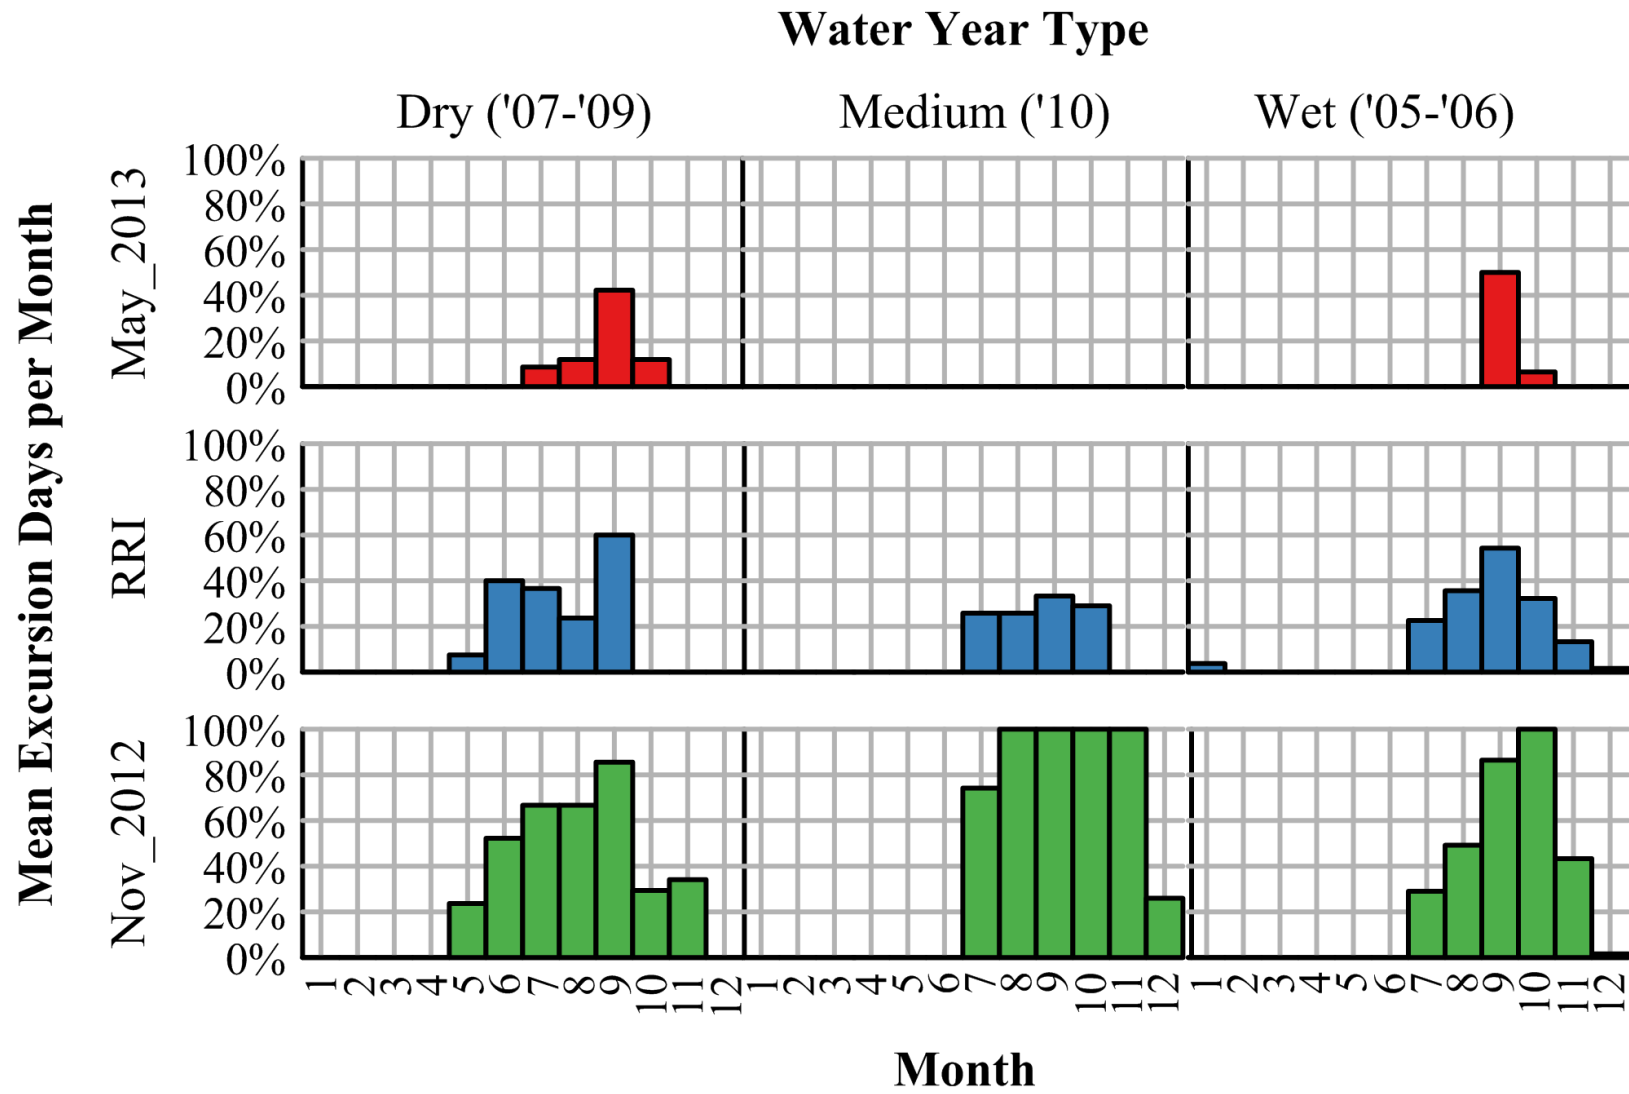 Water Year Type
Dry ('07-'09) Medium ('10) Wet ('05-'06)
Mean Excursion Days per Month
May_2013
100%
80%
60%
40%
20%
0%
RRI
100%
80%
60%
40%
20%
0%
Nov_2012
100%
80%
60%
40%
20%
0%
1 2 3 4 5 6 7 8 9 10 11 12 1 2 3 4 5 6 7 8 9 10 11 12 1 2 3 4 5 6 7 8 9 10 11 12
Month